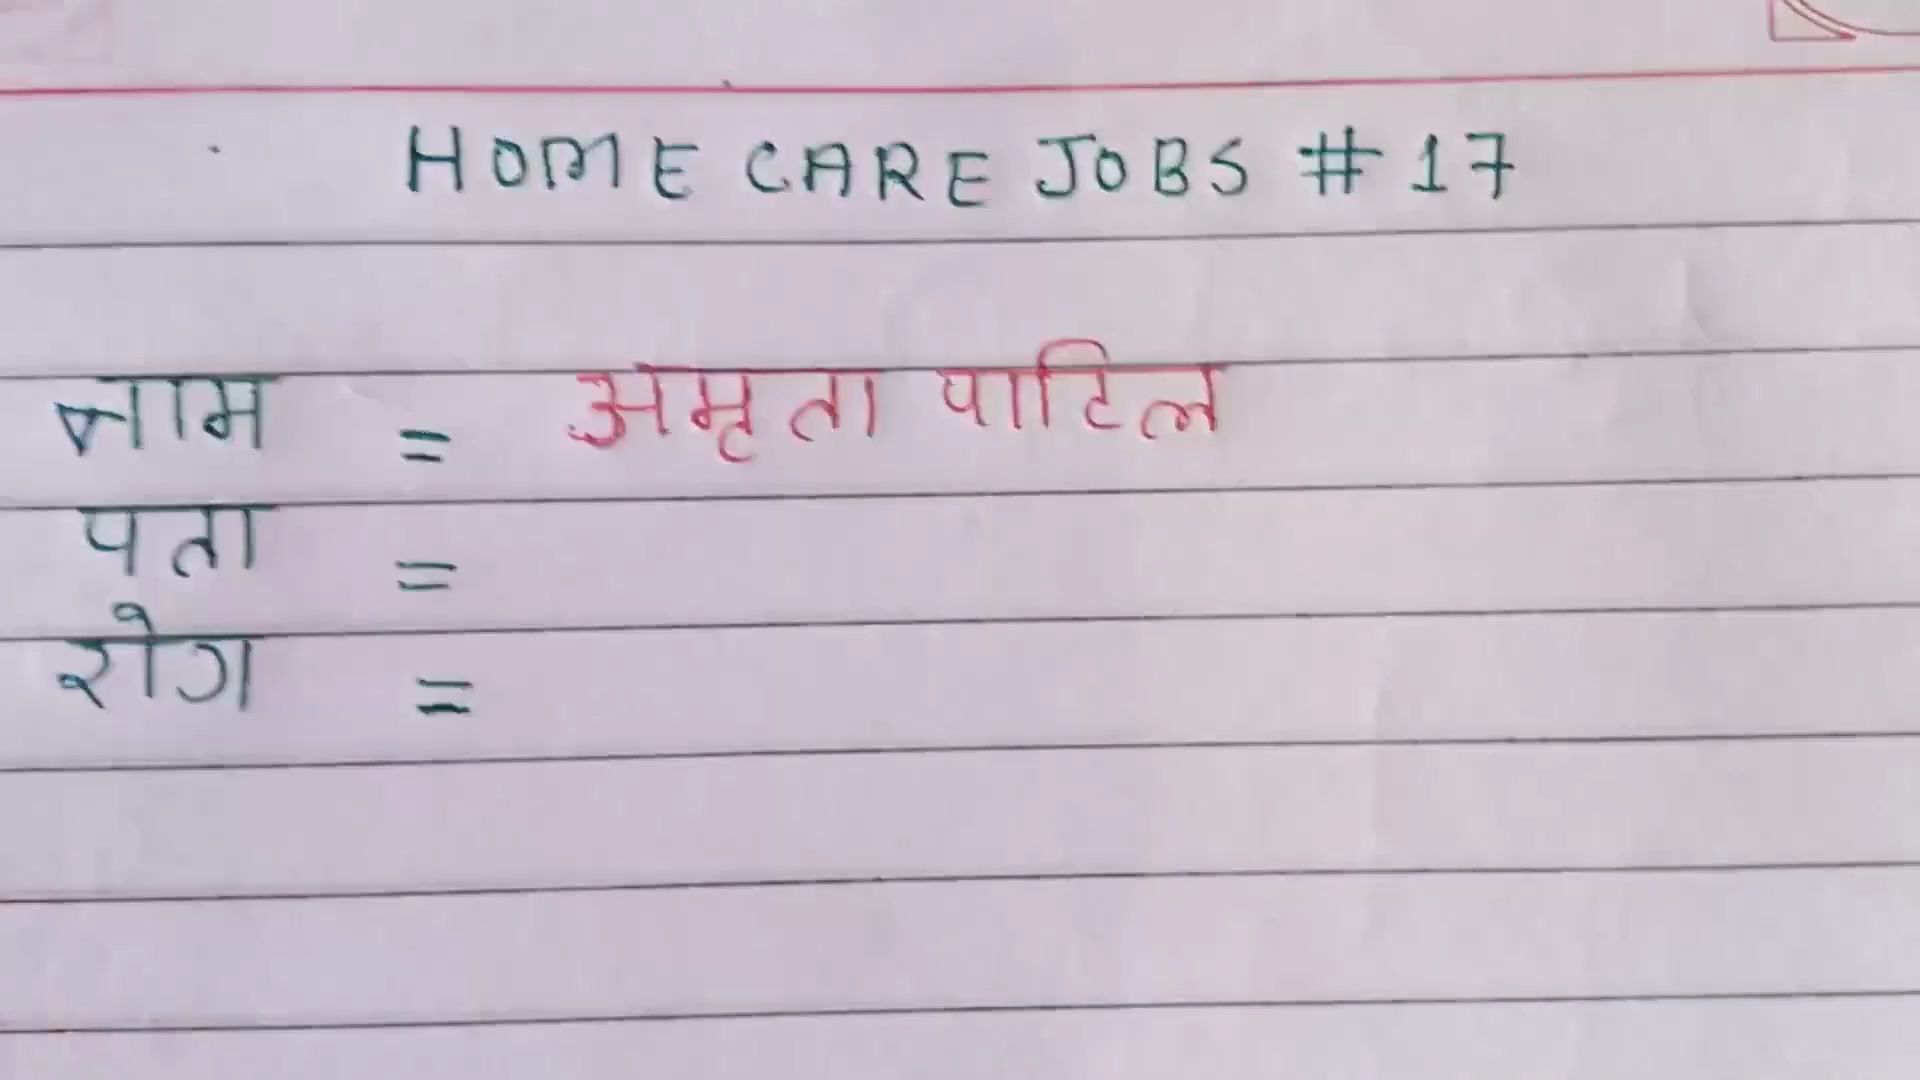 HOME CARE JOBS #17
नाम = अमृता पाटिल
पता =
रोग =